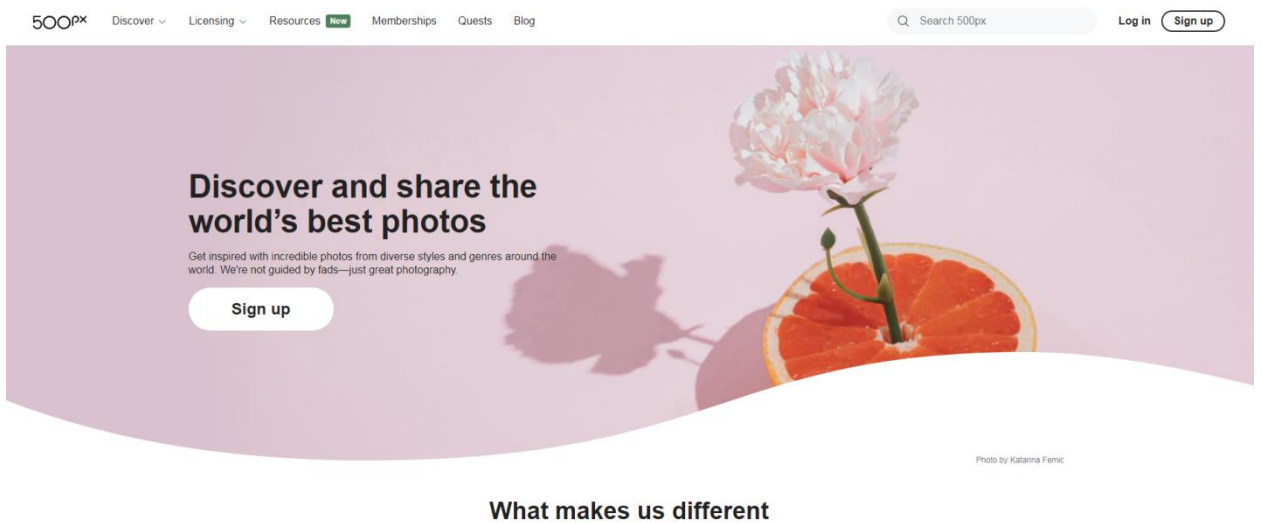 500px Discover Licensing Resources New Memberships Quests Blog Search 500px Log in Sign up
Discover and share the
world's best photos
Get inspired with incredible photos from diverse styles and genres around the
world. We're not guided by fads—just great photography.
Sign up
Photo by Katarina Femic
What makes us different